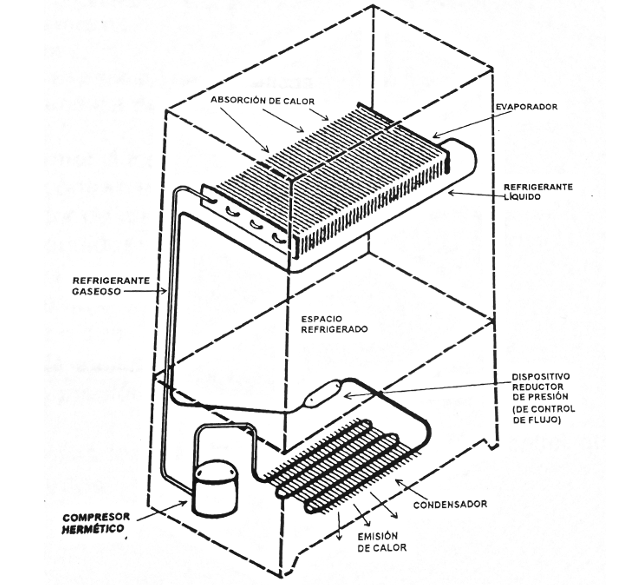 ABSORCIÓN DE CALOR
EVAPORADOR
REFRIGERANTE
LÍQUIDO
REFRIGERANTE
GASEOSO
ESPACIO
REFRIGERADO
DISPOSITIVO
REDUCTOR
DE PRESIÓN
(DE CONTROL
DE FLUJO)
CONDENSADOR
COMPRESOR
HERMÉTICO
EMISIÓN
DE CALOR